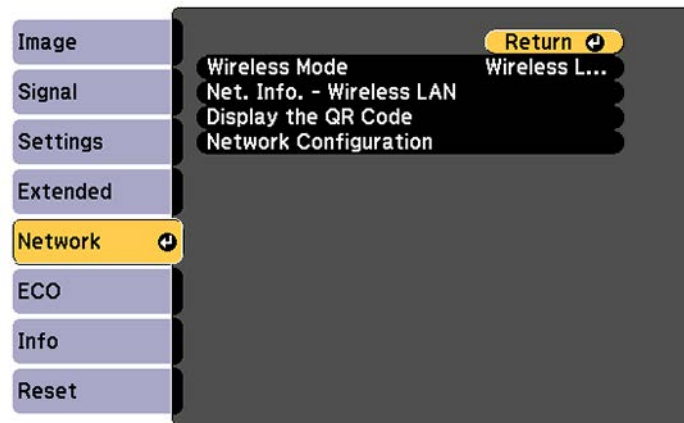 Image
Signal
Settings
Extended
Network
ECO
Info
Reset
Return
Wireless Mode Wireless L...
Net. Info. - Wireless LAN
Display the QR Code
Network Configuration